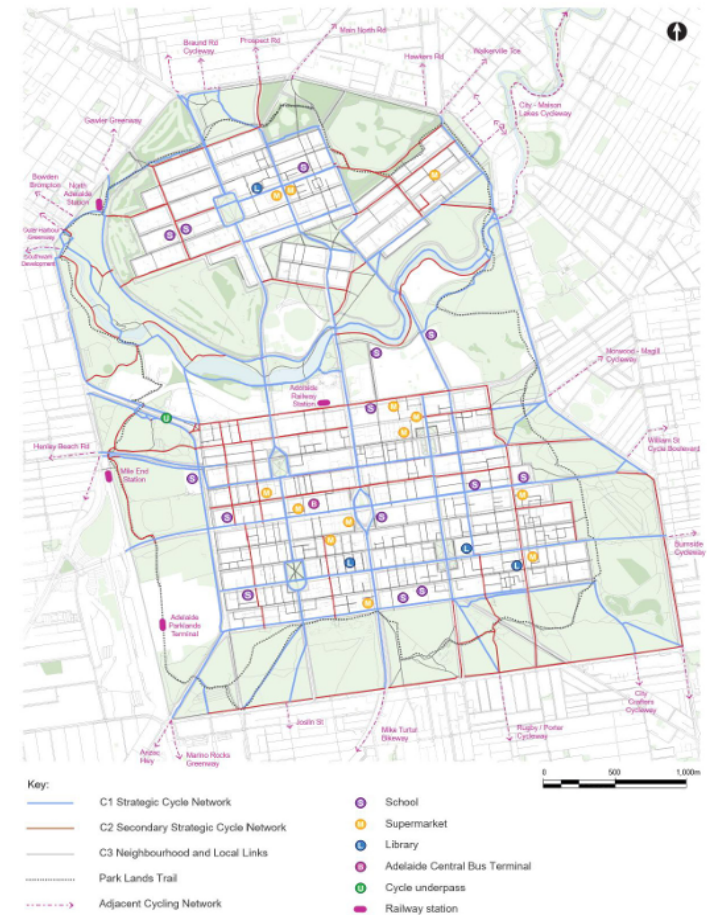 Main North Rd
Braund Rd
Cycleway
Prospect Rd
Hawkers Rd
Walkerville Tce
City - Mawson
Lakes Cycleway
Gawler Greenway
Bowden
Brompton
North
Adelaide
Station
Outer Harbour
Greenway
Southwark
Development
Norwood - Magill
Cycleway
Adelaide
Railway
Station
Henley Beach Rd
Mile End
Station
William St
Cycle Boulevard
Burnside
Cycleway
Adelaide
Parklands
Terminal
Joslin St
Mike Turtur
Bikeway
Rugby / Porter
Cycleway
City
Crafers
Cycleway
Anzac
Hwy
Marino Rocks
Greenway
S
S
S
L
M
M
M
S
S
S
M
M
M
U
S
S
M
M
B
M
S
S
S
M
M
L
L
L
M
S
S
S
M
0 500 1,000m
Key:
C1 Strategic Cycle Network
C2 Secondary Strategic Cycle Network
C3 Neighbourhood and Local Links
Park Lands Trail
Adjacent Cycling Network
S School
M Supermarket
L Library
B Adelaide Central Bus Terminal
U Cycle underpass
Railway station